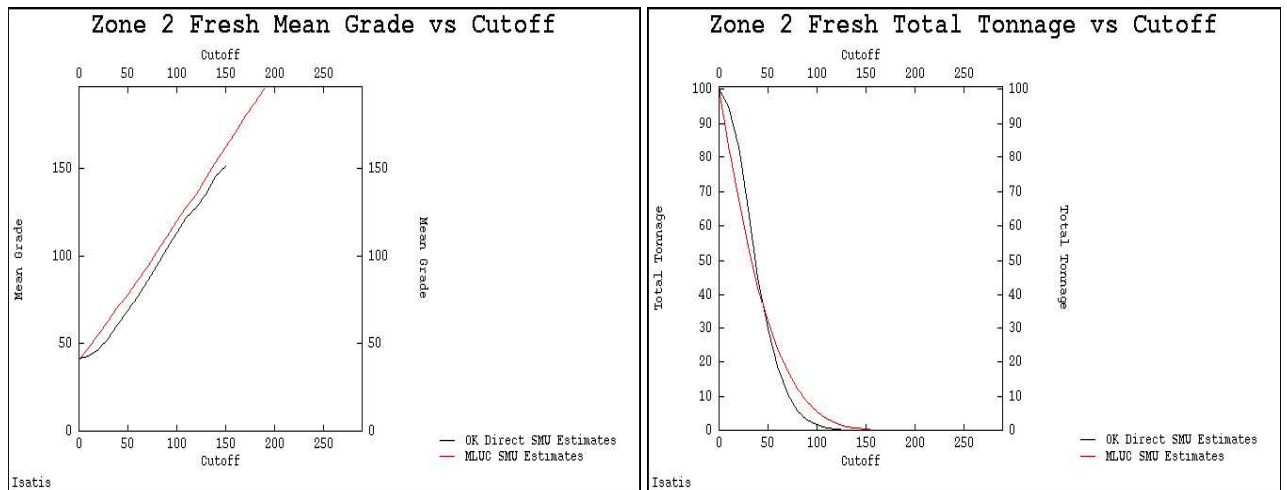 Zone 2 Fresh Mean Grade vs Cutoff
Cutoff
0 50 100 150 200 250
150 150
100 100
50 50
0 0
Mean Grade
Mean Grade
0 50 100 150 200 250
Cutoff
OK Direct SMU Estimates
MLUC SMU Estimates
Isatis
Zone 2 Fresh Total Tonnage vs Cutoff
Cutoff
0 50 100 150 200 250
100 100
90 90
80 80
70 70
60 60
50 50
40 40
30 30
20 20
10 10
0 0
Total Tonnage
Total Tonnage
0 50 100 150 200 250
Cutoff
OK Direct SMU Estimates
MLUC SMU Estimates
Isatis